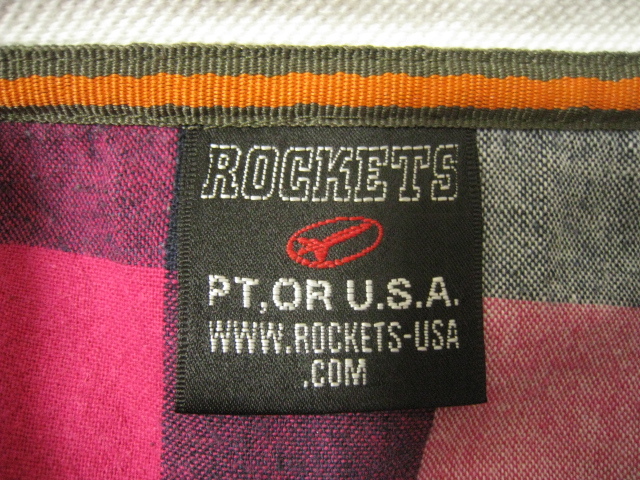 ROCKETS
PT,OR U.S.A.
WWW.ROCKETS-USA
.COM